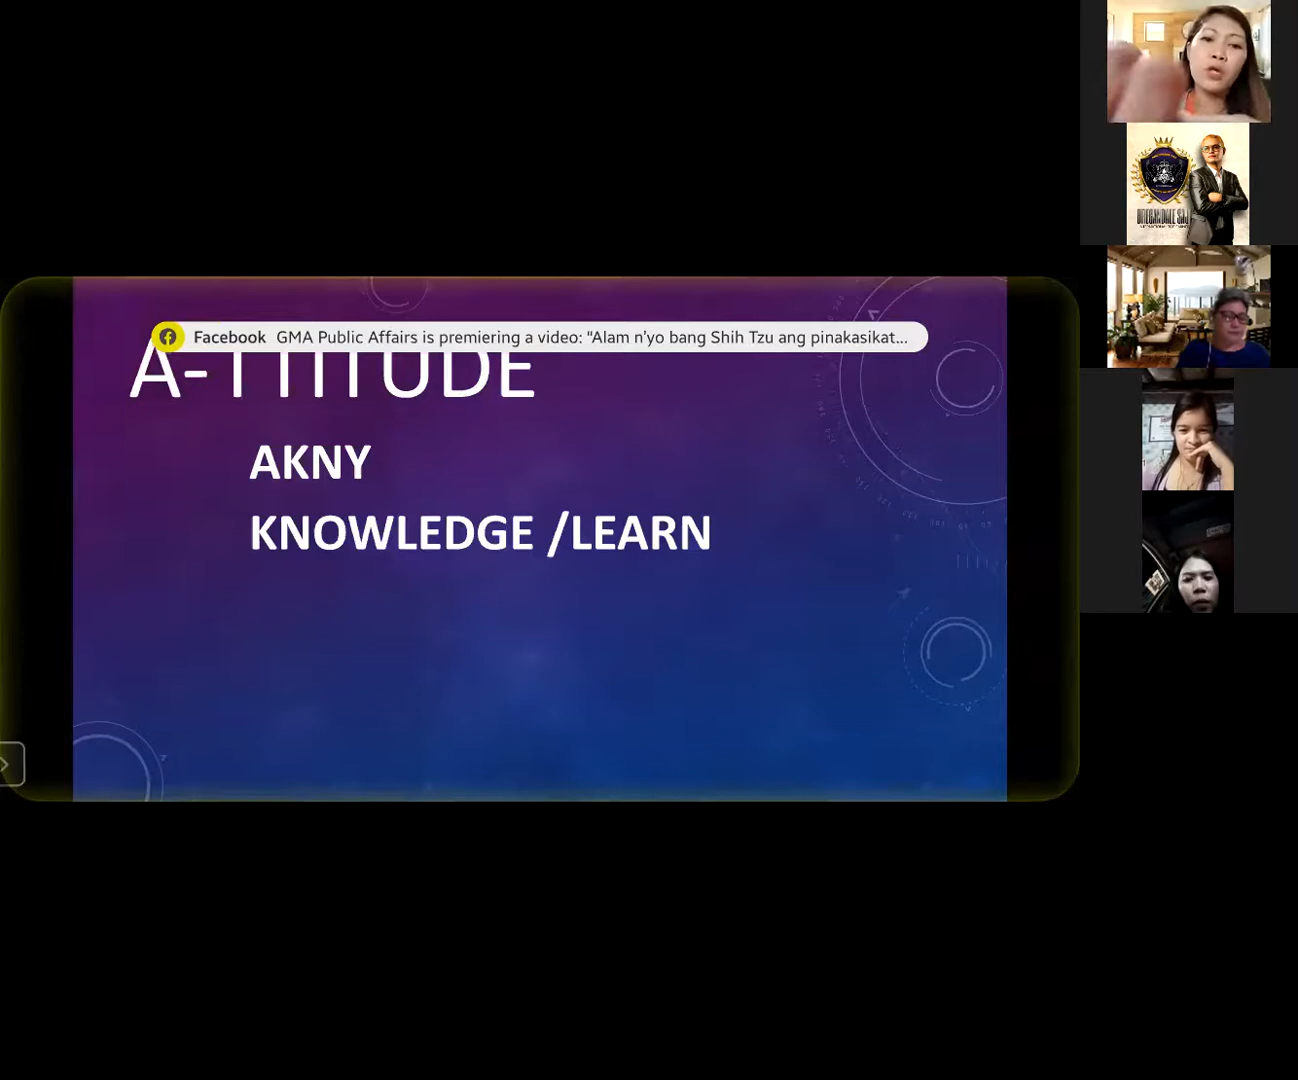 Facebook GMA Public Affairs is premiering a video: "Alam n'yo bang Shih Tzu ang pinakasikat...
A-TTITUDE
AKNY
KNOWLEDGE /LEARN